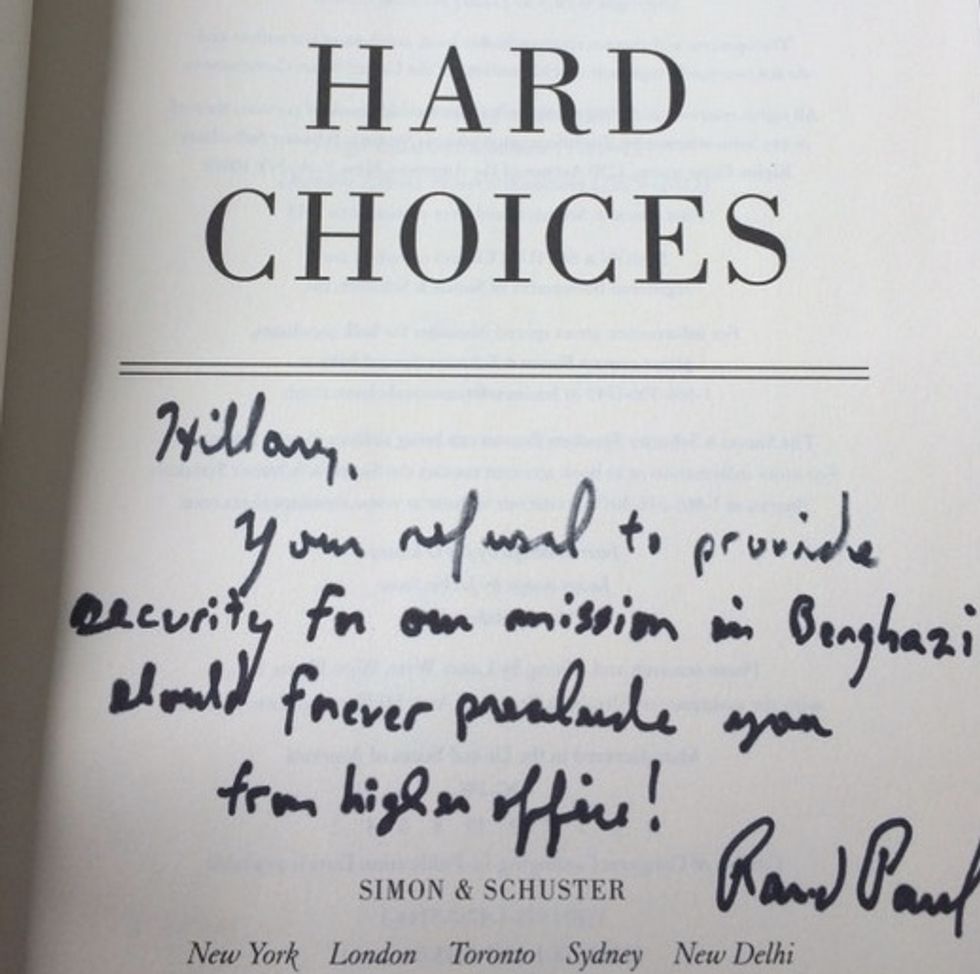 HARD
CHOICES
Hillary,
Your refusal to provide
security for our mission in Benghazi
should forever preclude you
from higher office!
Rand Paul
SIMON & SCHUSTER
New York London Toronto Sydney New Delhi